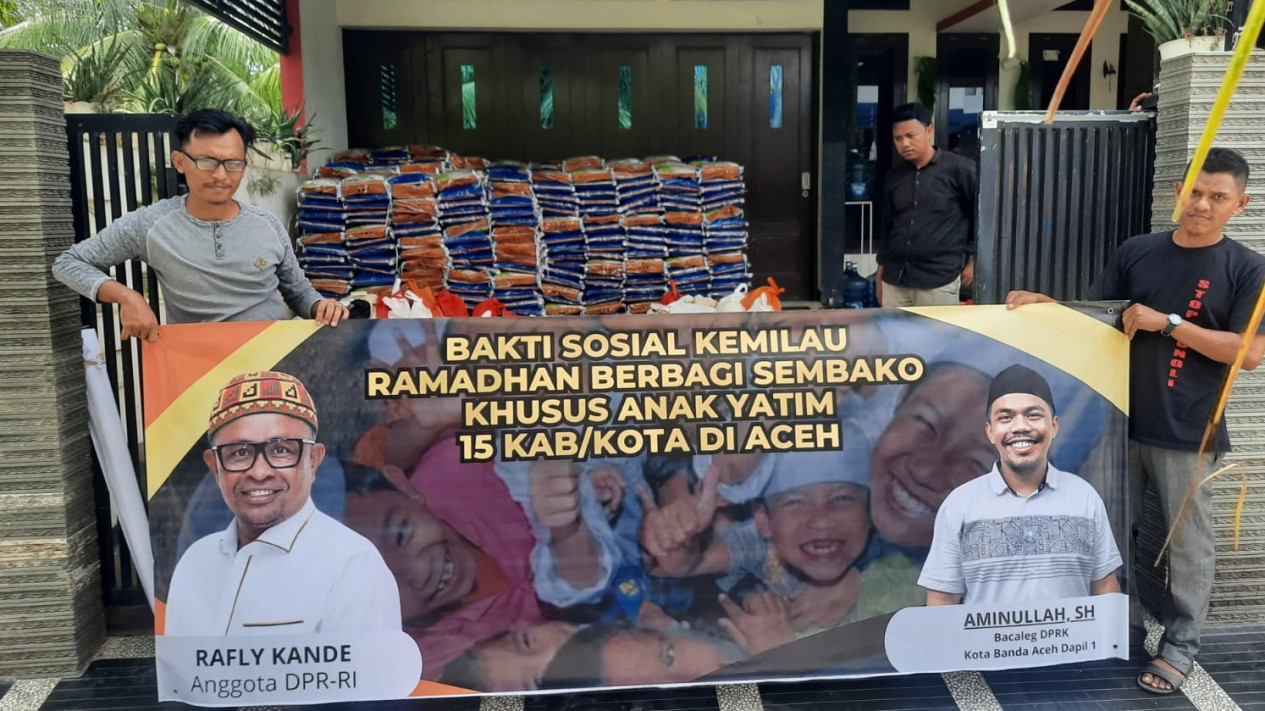 BAKTI SOSIAL KEMILAU
RAMADHAN BERBAGI SEMBAKO
KHUSUS ANAK YATIM
15 KAB/KOTA DI ACEH
RAFLY KANDE
Anggota DPR-RI
AMINULLAH, SH
Bacaleg DPRK
Kota Banda Aceh Dapil 1
STOP